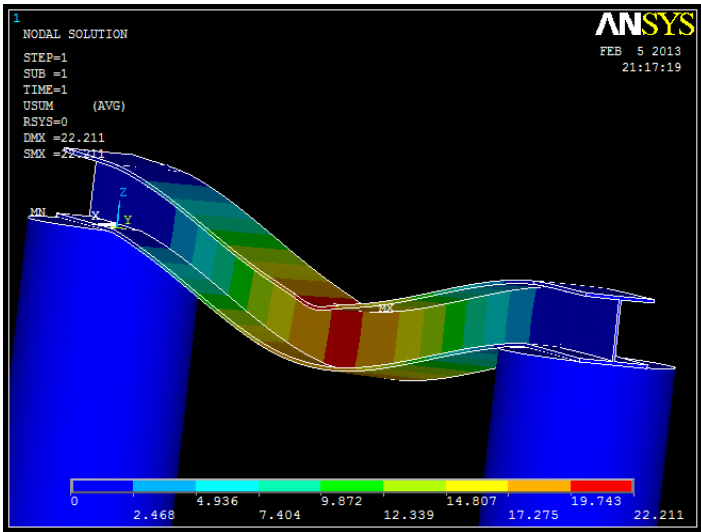 1
ANSYS
NODAL SOLUTION
FEB 5 2013
21:17:19
STEP=1
SUB =1
TIME=1
USUM (AVG)
RSYS=0
DMX =22.211
SMX =22.211
Z
MN
X
Y
MX
0
4.936
9.872
14.807
19.743
2.468
7.404
12.339
17.275
22.211